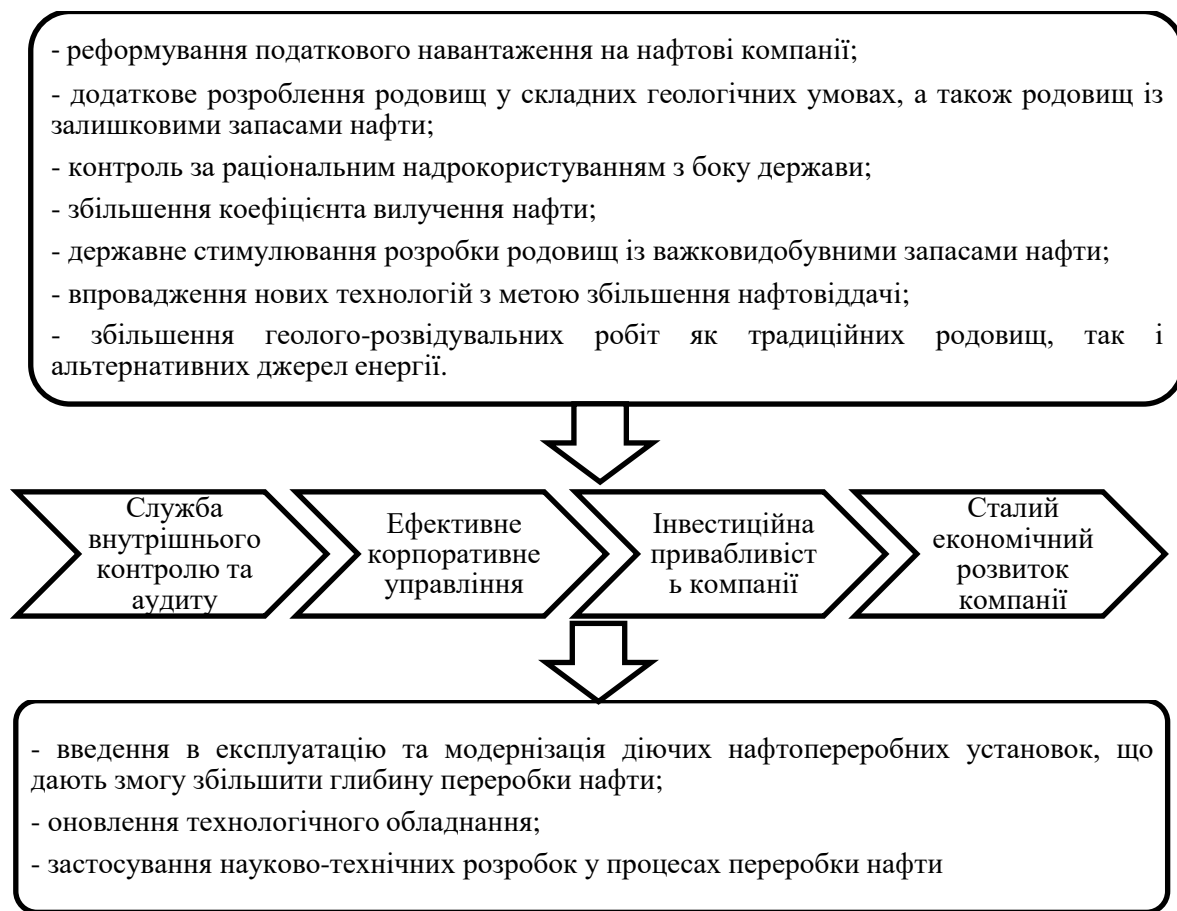 - реформування податкового навантаження на нафтові компанії;
- додаткове розроблення родовищ у складних геологічних умовах, а також родовищ із
залишковими запасами нафти;
- контроль за раціональним надрокористуванням з боку держави;
- збільшення коефіцієнта вилучення нафти;
- державне стимулювання розробки родовищ із важковидобувними запасами нафти;
- впровадження нових технологій з метою збільшення нафтовіддачі;
- збільшення геолого-розвідувальних робіт як традиційних родовищ, так і
альтернативних джерел енергії.
Служба
внутрішнього
контролю та
аудиту
Ефективне
корпоративне
управління
Інвестиційна
привабливіст
ь компанії
Сталий
економічний
розвиток
компанії
- введення в експлуатацію та модернізація діючих нафтопереробних установок, що
дають змогу збільшити глибину переробки нафти;
- оновлення технологічного обладнання;
- застосування науково-технічних розробок у процесах переробки нафти